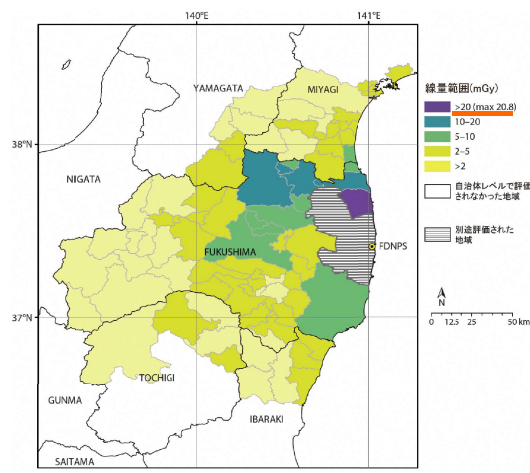 140°E
141°E
YAMAGATA
MIYAGI
38°N
NIGATA
FUKUSHIMA
FDNPS
37°N
TOCHIGI
GUNMA
IBARAKI
SAITAMA
線量範囲(mGy)
>20 (max 20.8)
10–20
5–10
2–5
>2
自治体レベルで評価
されなかった地域
別途評価された
地域
N
0 12.5 25 50 km